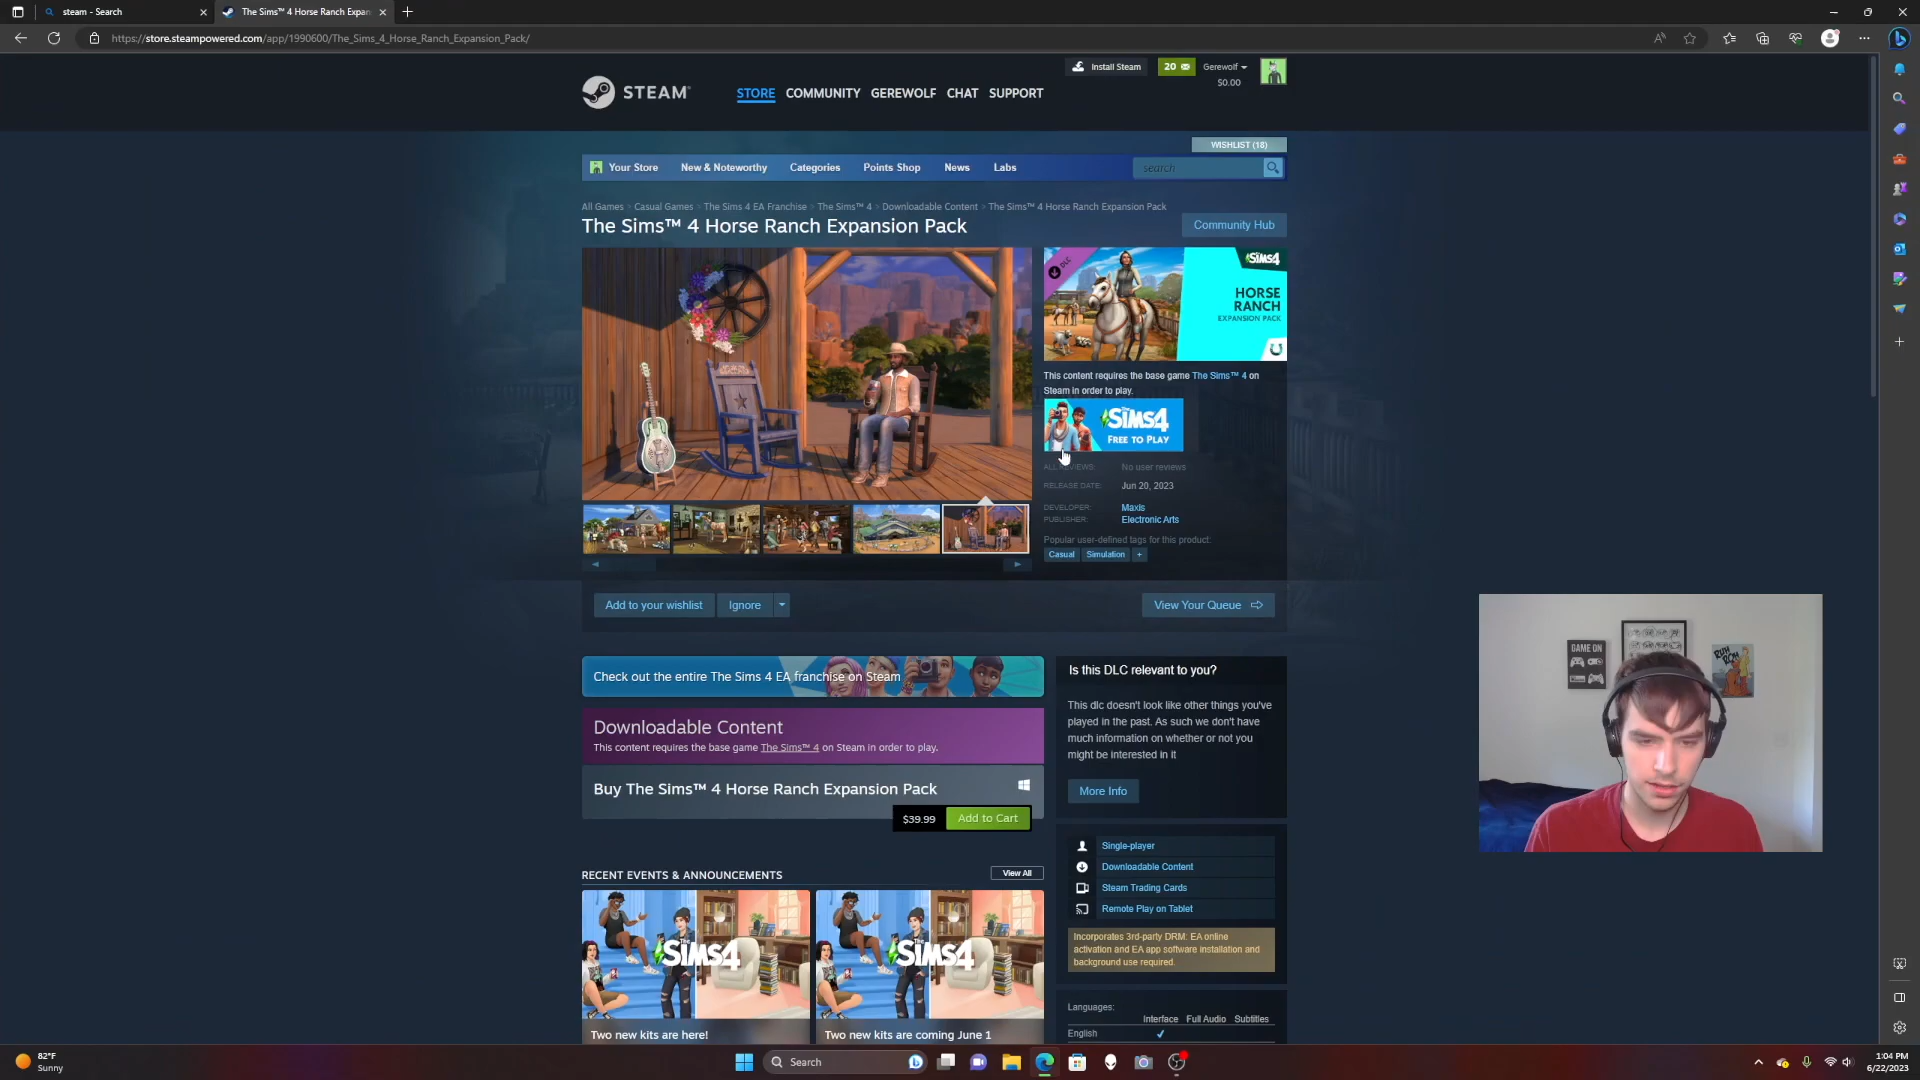 steam - Search
The Sims™ 4 Horse Ranch Expan
https://store.steampowered.com/app/1990600/The_Sims_4_Horse_Ranch_Expansion_Pack/
Install Steam
20
Gerewolf
$0.00
STEAM®
STORE COMMUNITY GEREWOLF CHAT SUPPORT
WISHLIST (18)
Your Store New & Noteworthy Categories Points Shop News Labs
search
All Games > Casual Games > The Sims 4 EA Franchise > The Sims™ 4 > Downloadable Content > The Sims™ 4 Horse Ranch Expansion Pack
The Sims™ 4 Horse Ranch Expansion Pack
Community Hub
DLC
SIMS4
HORSE
RANCH
EXPANSION PACK
This content requires the base game The Sims™ 4 on
Steam in order to play.
THE
SIMS4
FREE TO PLAY
ALL REVIEWS: No user reviews
RELEASE DATE: Jun 20, 2023
DEVELOPER: Maxis
PUBLISHER: Electronic Arts
Popular user-defined tags for this product:
Casual Simulation +
Add to your wishlist
Ignore
View Your Queue
Check out the entire The Sims 4 EA franchise on Steam
Downloadable Content
This content requires the base game The Sims™ 4 on Steam in order to play.
Buy The Sims™ 4 Horse Ranch Expansion Pack
$39.99
Add to Cart
RECENT EVENTS & ANNOUNCEMENTS
View All
THE
SIMS4
THE
SIMS4
Two new kits are here!
Two new kits are coming June 1
Is this DLC relevant to you?
This dlc doesn't look like other things you've
played in the past. As such we don't have
much information on whether or not you
might be interested in it
More Info
Single-player
Downloadable Content
Steam Trading Cards
Remote Play on Tablet
Incorporates 3rd-party DRM: EA online
activation and EA app software installation and
background use required.
Languages:
Interface Full Audio Subtitles
English ✔
GAME ON
RUH
ROH
82°F
Sunny
Search
1:04 PM
6/22/2023